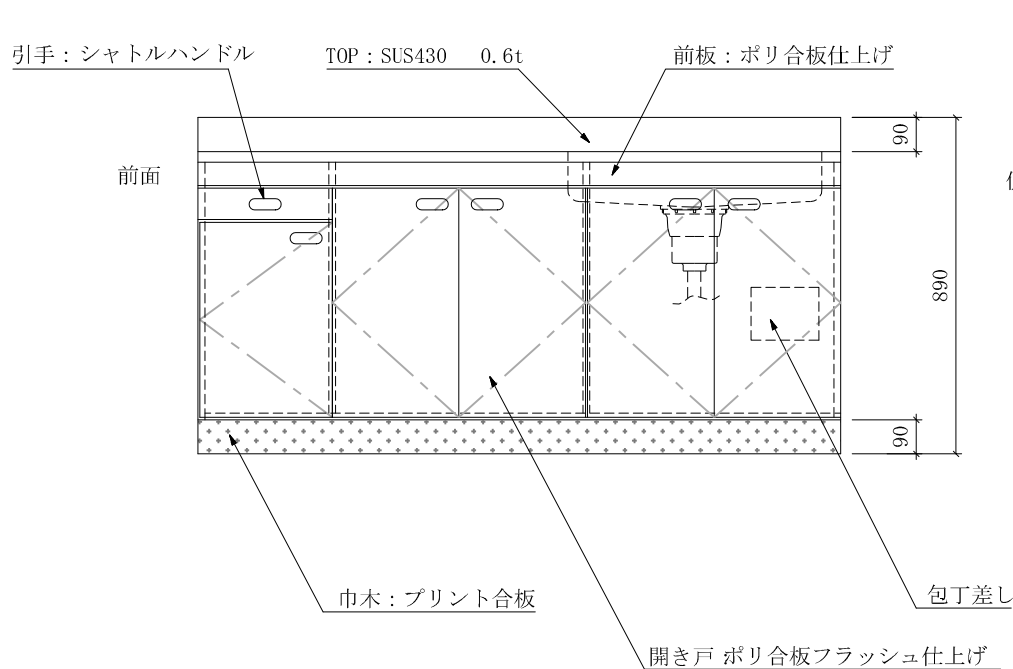 引手：シャトルハンドル
TOP：SUS430　0.6t
前板：ポリ合板仕上げ
90
前面
890
90
包丁差し
巾木：プリント合板
開き戸 ポリ合板フラッシュ仕上げ